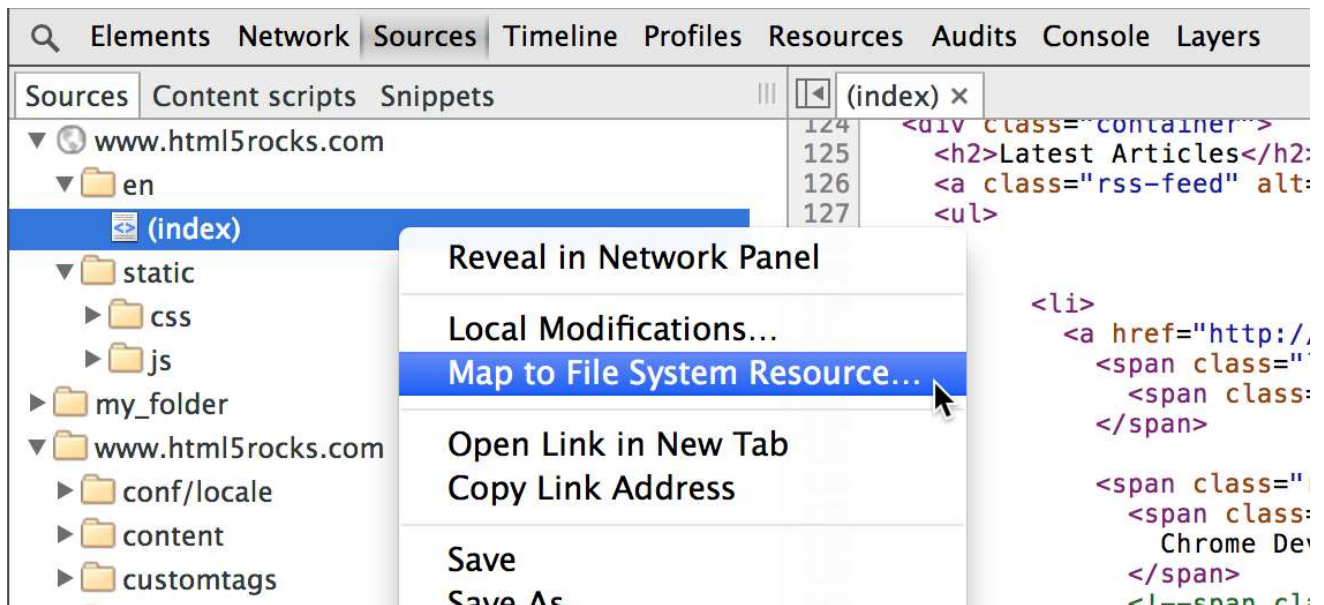 Elements Network Sources Timeline Profiles Resources Audits Console Layers
Sources Content scripts Snippets
(index) ×
www.html5rocks.com
en
(index)
static
css
js
my_folder
www.html5rocks.com
conf/locale
content
customtags
Reveal in Network Panel
Local Modifications...
Map to File System Resource...
Open Link in New Tab
Copy Link Address
Save
Save As
124 <div class="container">
125 <h2>Latest Articles</h2>
126 <a class="rss-feed" alt=
127 <ul>
<li>
<a href="http:/
<span class="
<span class=
</span>
<span class="
<span class=
Chrome Dev
</span>
<!--span cl